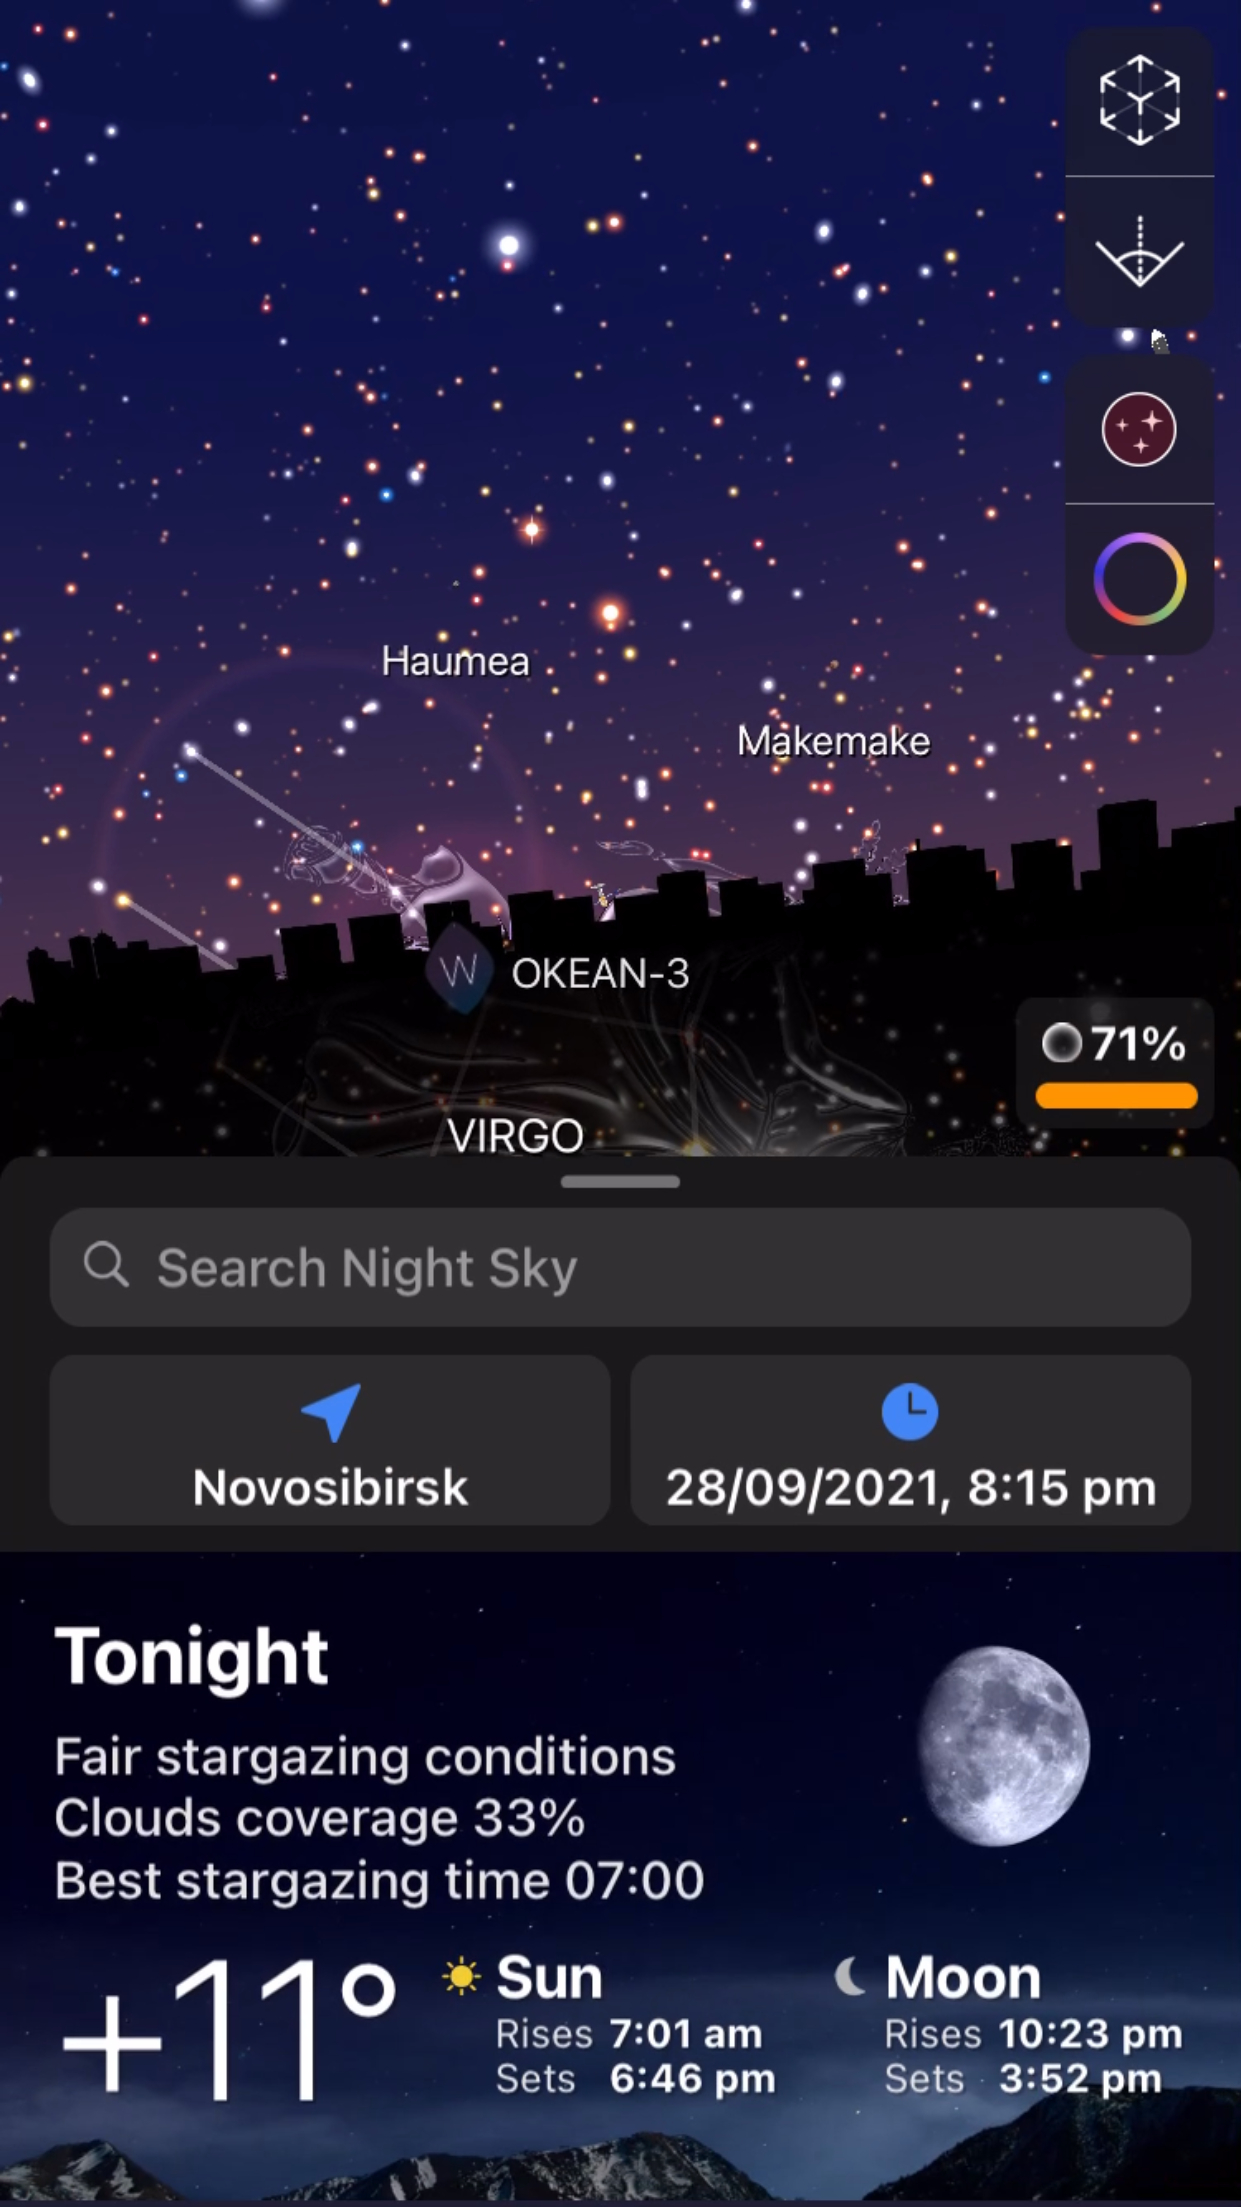 Haumea
Makemake
W OKEAN-3
71%
VIRGO
Search Night Sky
Novosibirsk
28/09/2021, 8:15 pm
Tonight
Fair stargazing conditions
Clouds coverage 33%
Best stargazing time 07:00
+11°
Sun
Rises 7:01 am
Sets 6:46 pm
Moon
Rises 10:23 pm
Sets 3:52 pm